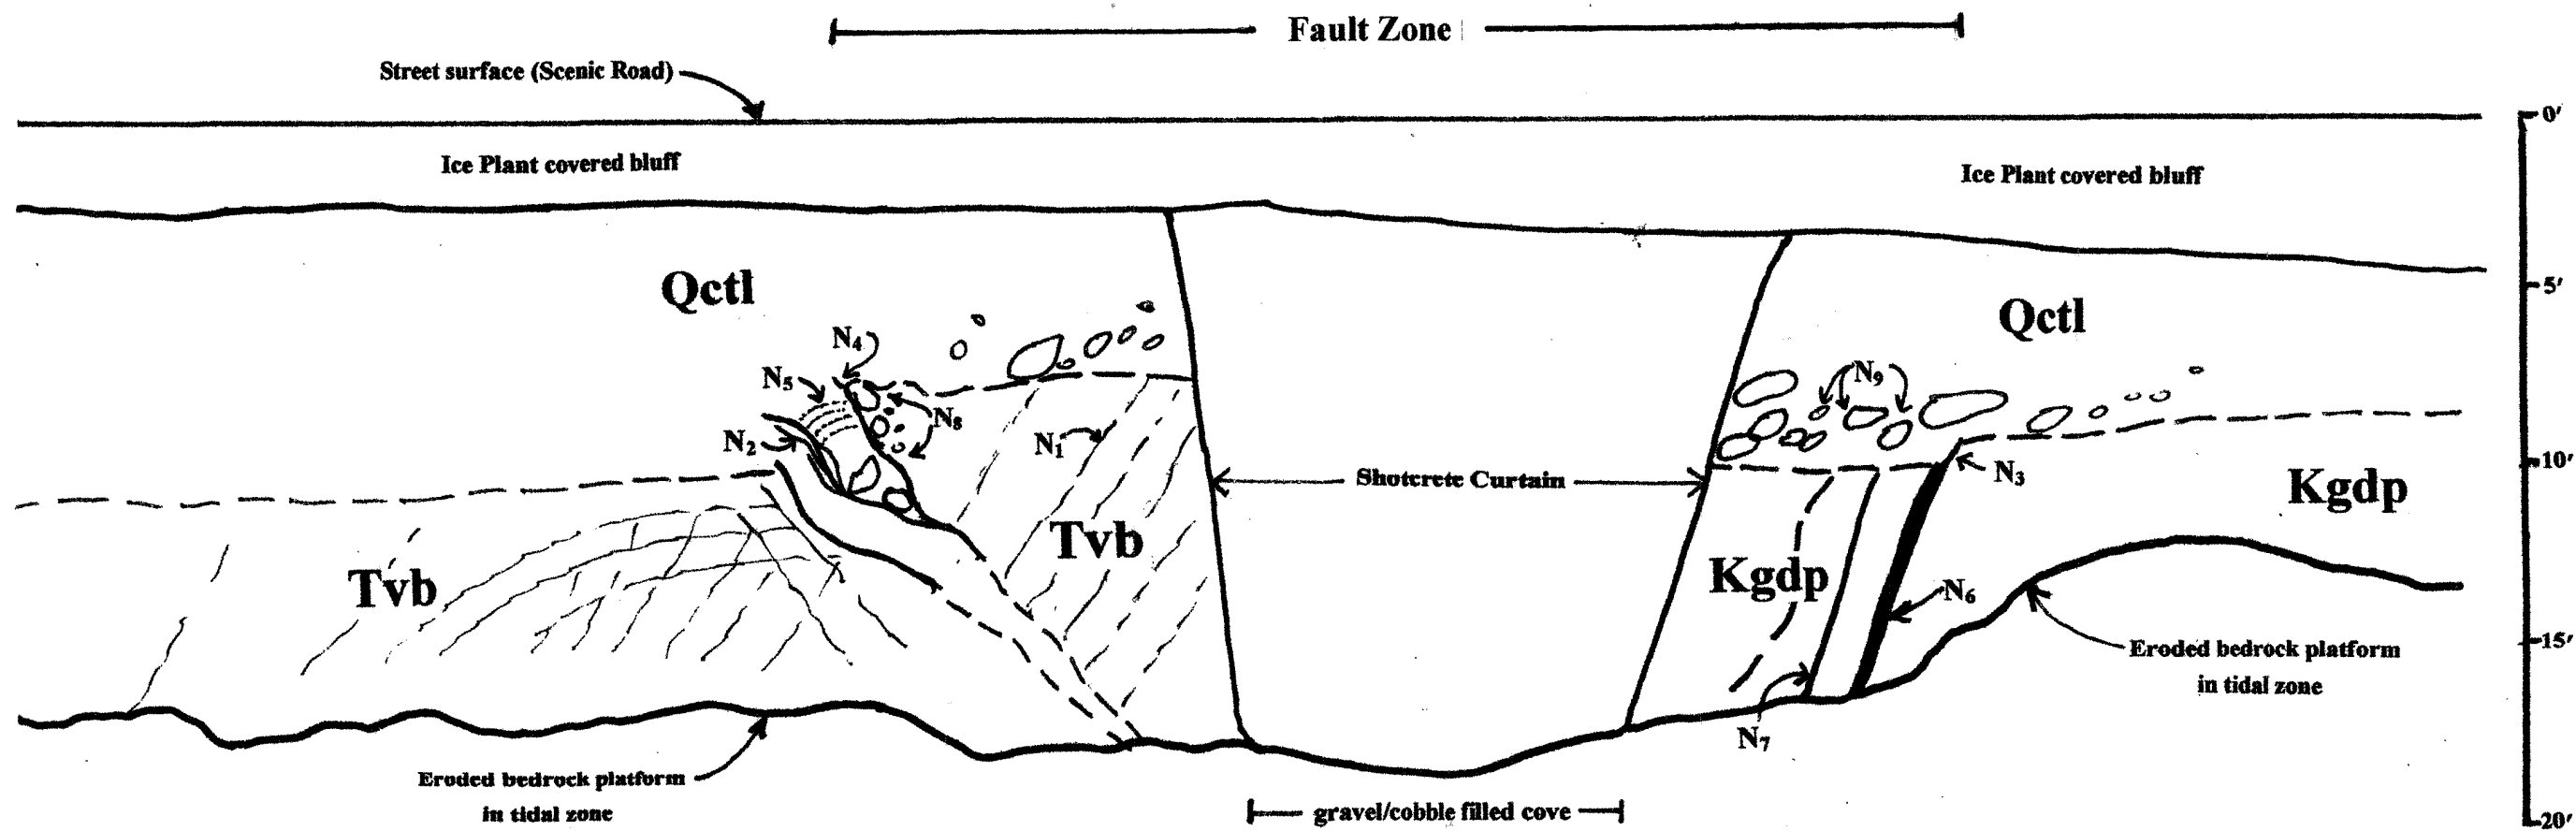 Fault Zone
Street surface (Scenic Road)
0'
Ice Plant covered bluff
Ice Plant covered bluff
5'
Qctl
Qctl
N4
N5
N8
N9
N2
N1
10'
N3
Shotcrete Curtain
Kgdp
Tvb
Tvb
Kgdp
N6
15'
Eroded bedrock platform
in tidal zone
N7
Eroded bedrock platform
in tidal zone
gravel/cobble filled cove
20'